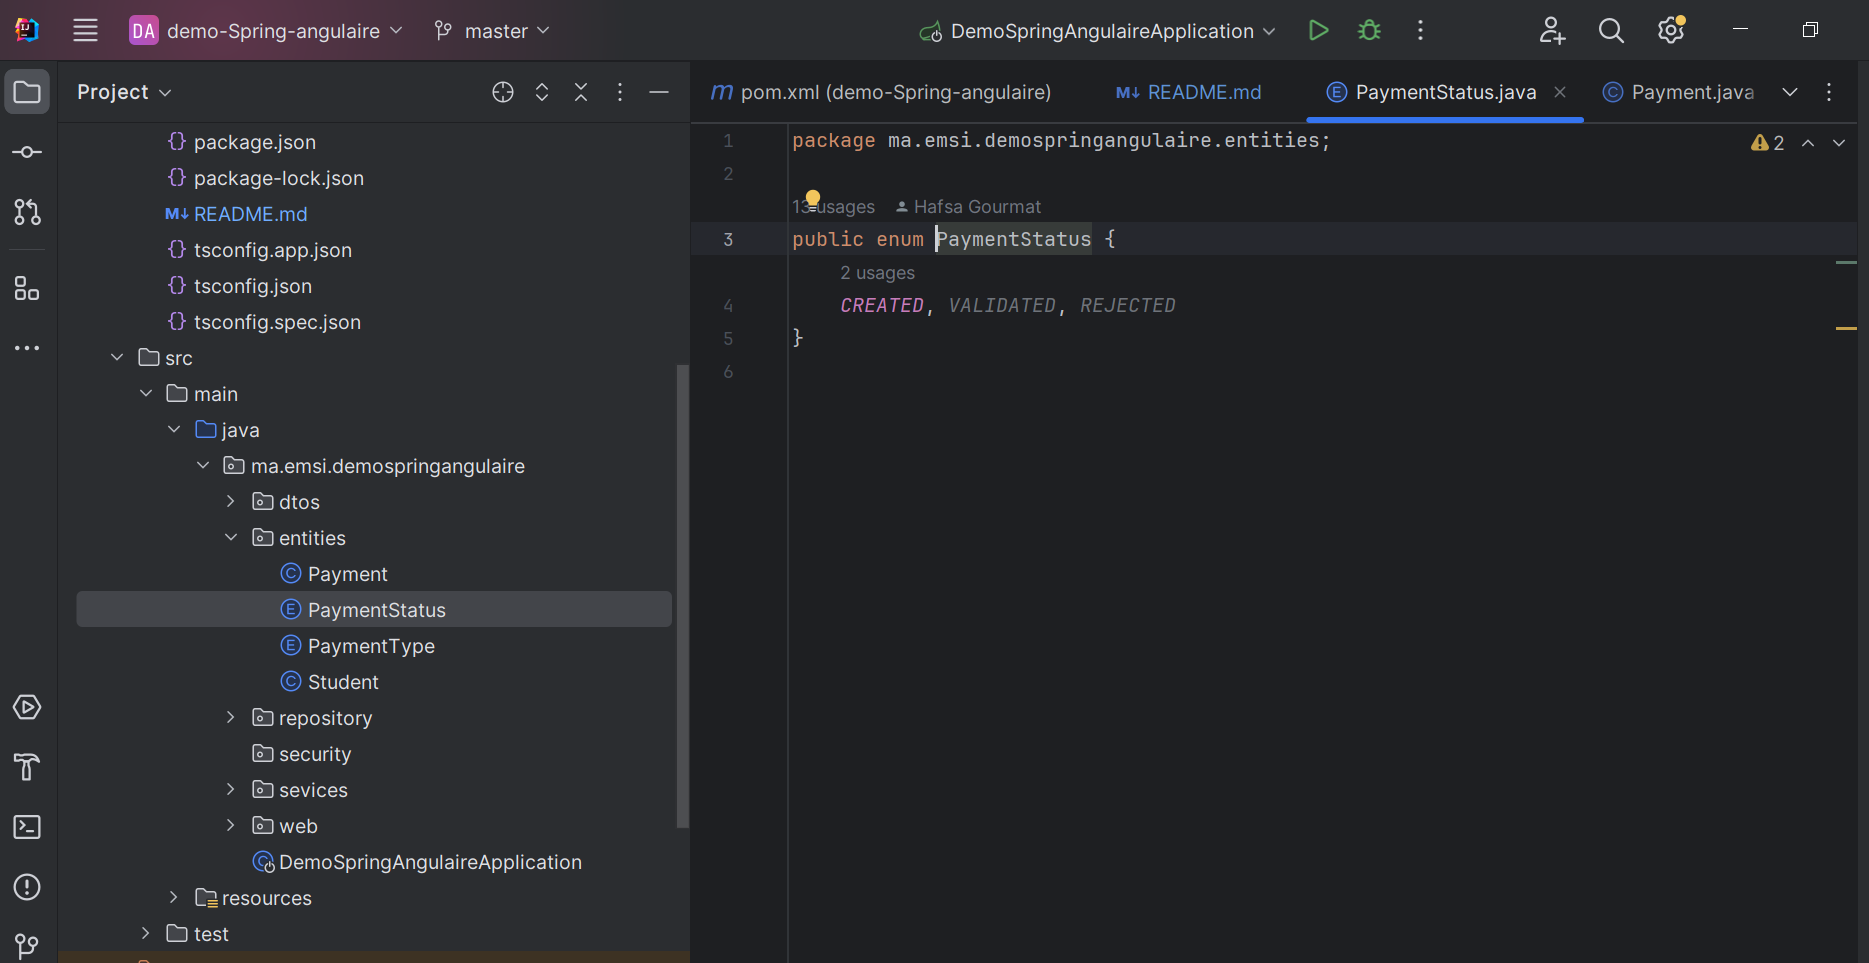 DA demo-Spring-angulaire master DemoSpringAngulaireApplication
Project
package.json
package-lock.json
M↓ README.md
tsconfig.app.json
tsconfig.json
tsconfig.spec.json
src
main
java
ma.emsi.demospringangulaire
dtos
entities
C Payment
E PaymentStatus
E PaymentType
C Student
repository
security
sevices
web
DemoSpringAngulaireApplication
resources
test
m pom.xml (demo-Spring-angulaire) M↓ README.md E PaymentStatus.java C Payment.java
1 package ma.emsi.demospringangulaire.entities; 2
2
13 usages Hafsa Gourmat
3 public enum PaymentStatus {
2 usages
4 CREATED, VALIDATED, REJECTED
5 }
6